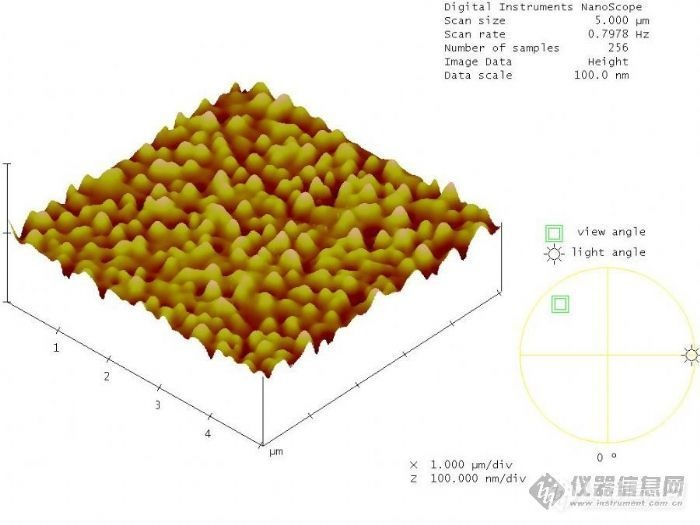 Digital Instruments NanoScope
Scan size 5.000 µm
Scan rate 0.7978 Hz
Number of samples 256
Image Data Height
Data scale 100.0 nm
view angle
light angle
1
2
3
4
µm
X 1.000 µm/div
Z 100.000 nm/div
0 º
仪器信息网
www.instrument.com.cn